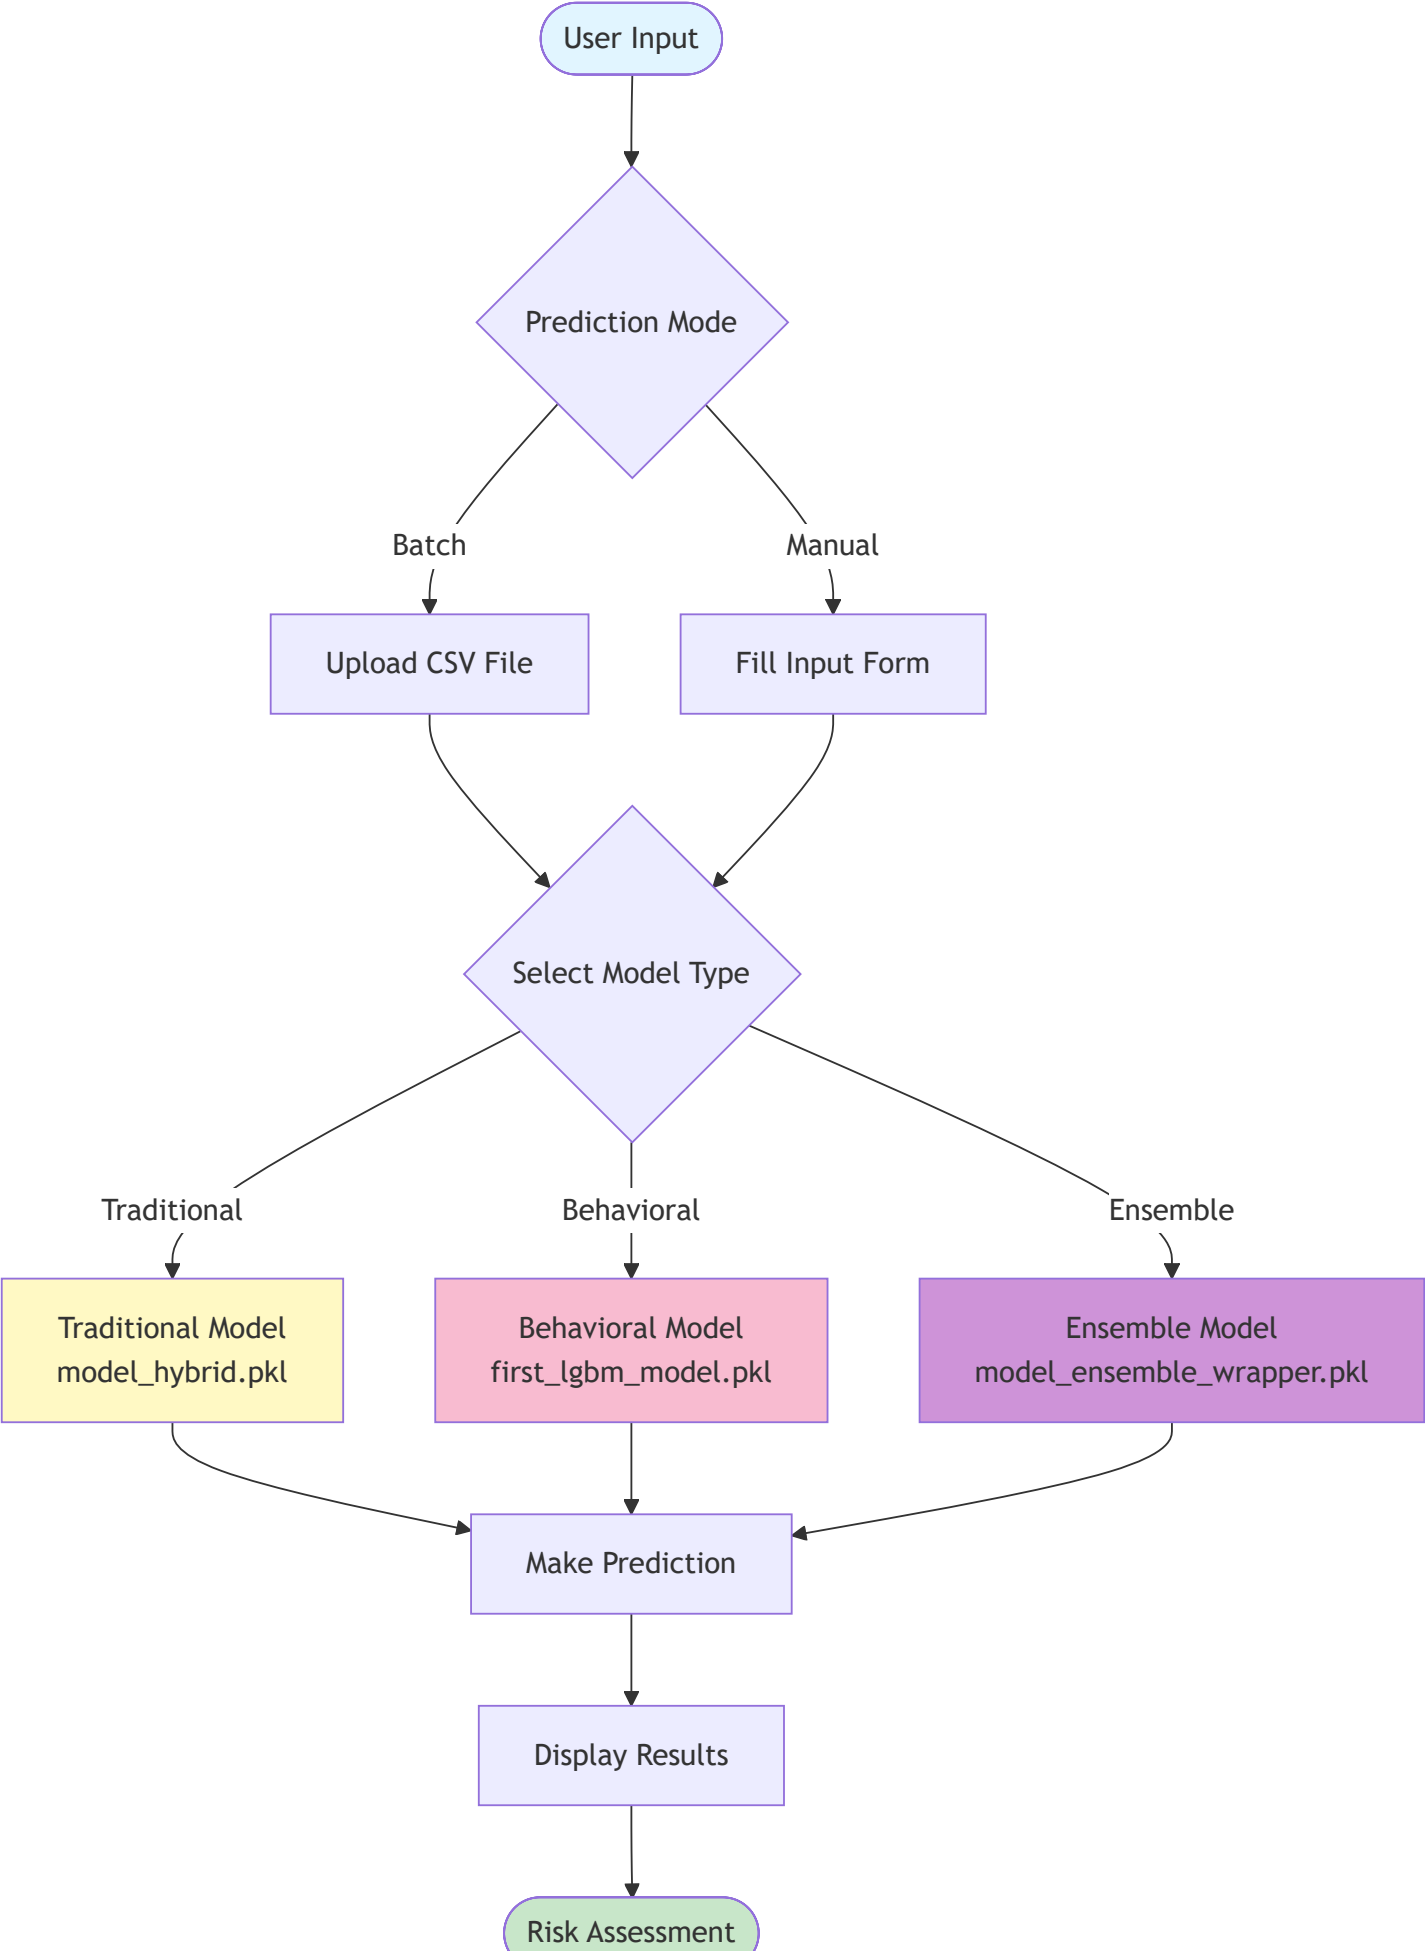 User Input
Prediction Mode
Batch
Manual
Upload CSV File
Fill Input Form
Select Model Type
Traditional
Behavioral
Ensemble
Traditional Model
model_hybrid.pkl
Behavioral Model
first_lgbm_model.pkl
Ensemble Model
model_ensemble_wrapper.pkl
Make Prediction
Display Results
Risk Assessment